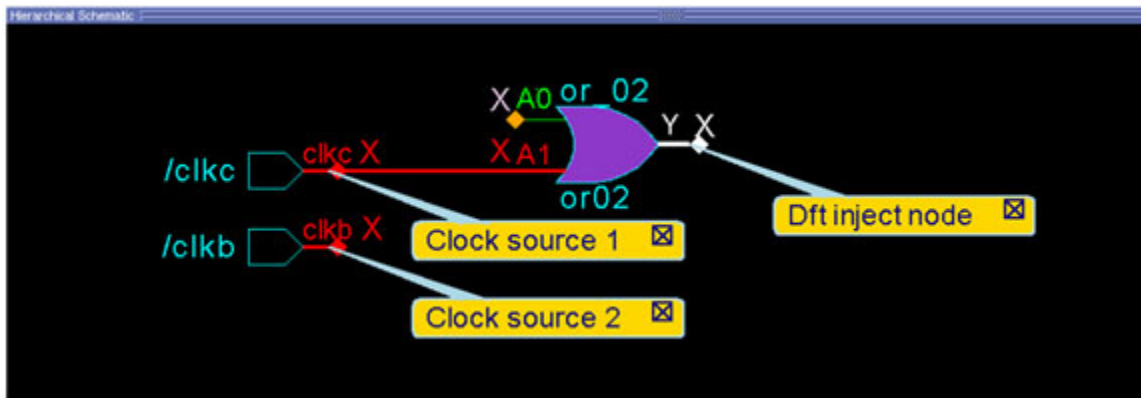 Hierarchical Schematic
X A0 or_02
Y X
/clkc clkc X X A1
or02
Dft inject node
/clkb clkb X
Clock source 1
Clock source 2